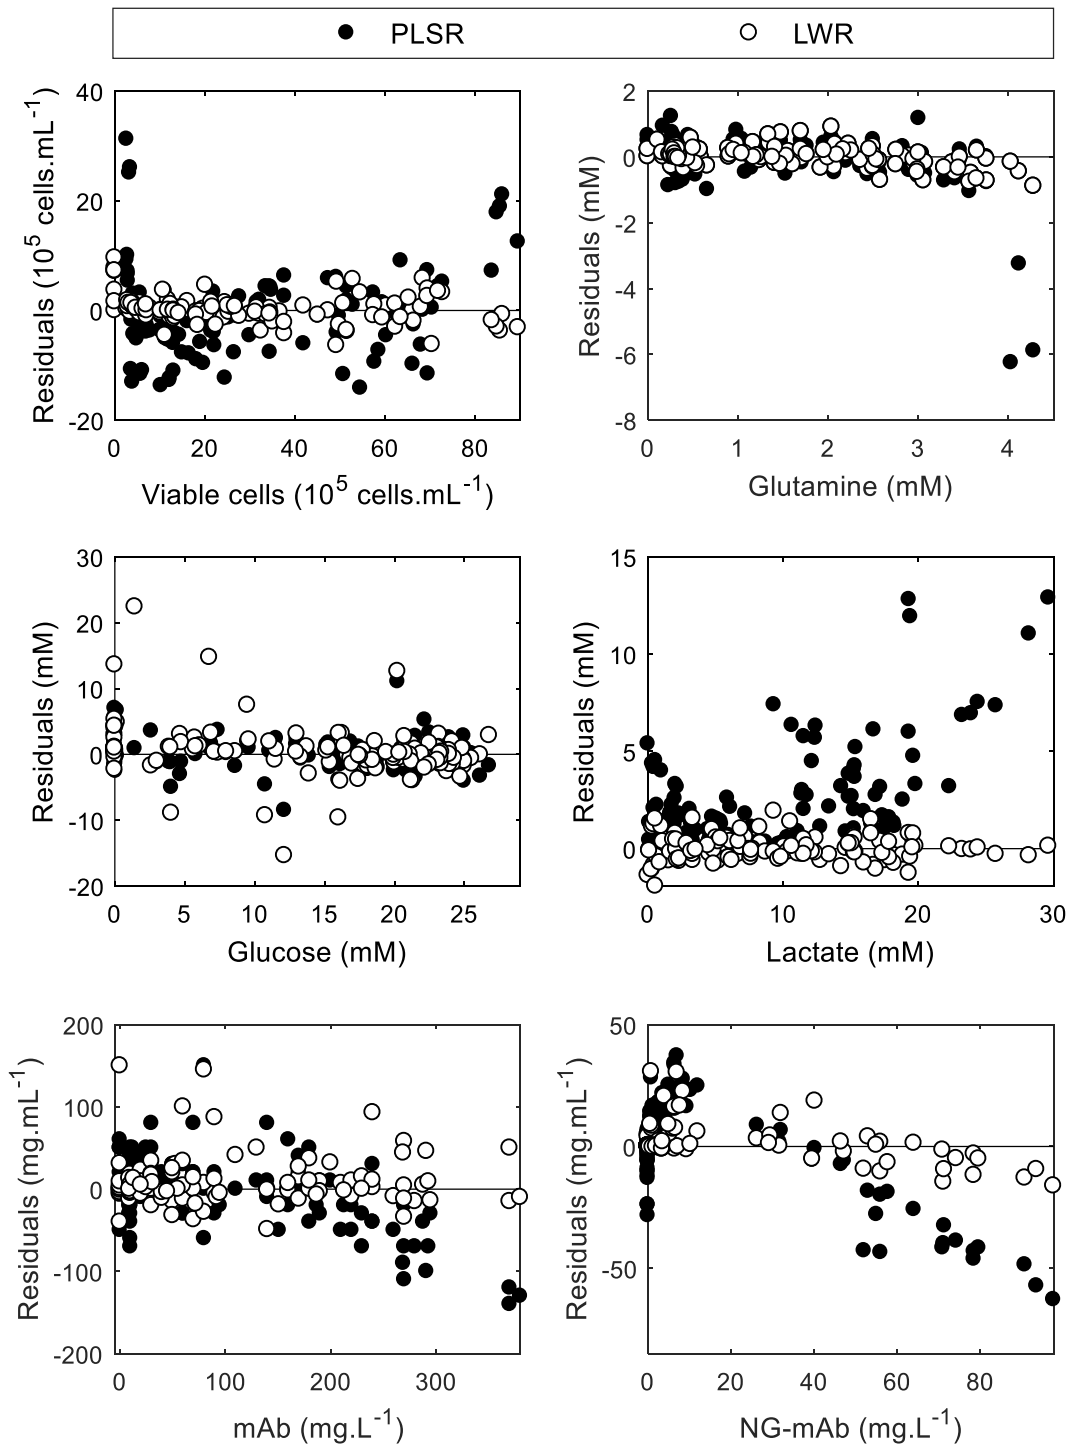 PLSR LWR
40
20
0
-20
0 20 40 60 80
Residuals (10⁵ cells.mL⁻¹)
Viable cells (10⁵ cells.mL⁻¹)
2
0
-2
-4
-6
-8
0 1 2 3 4
Residuals (mM)
Glutamine (mM)
30
20
10
0
-10
-20
0 5 10 15 20 25
Residuals (mM)
Glucose (mM)
15
10
5
0
0 10 20 30
Residuals (mM)
Lactate (mM)
200
100
0
-100
-200
0 100 200 300
Residuals (mg.mL⁻¹)
mAb (mg.L⁻¹)
50
0
-50
0 20 40 60 80
Residuals (mg.mL⁻¹)
NG-mAb (mg.L⁻¹)